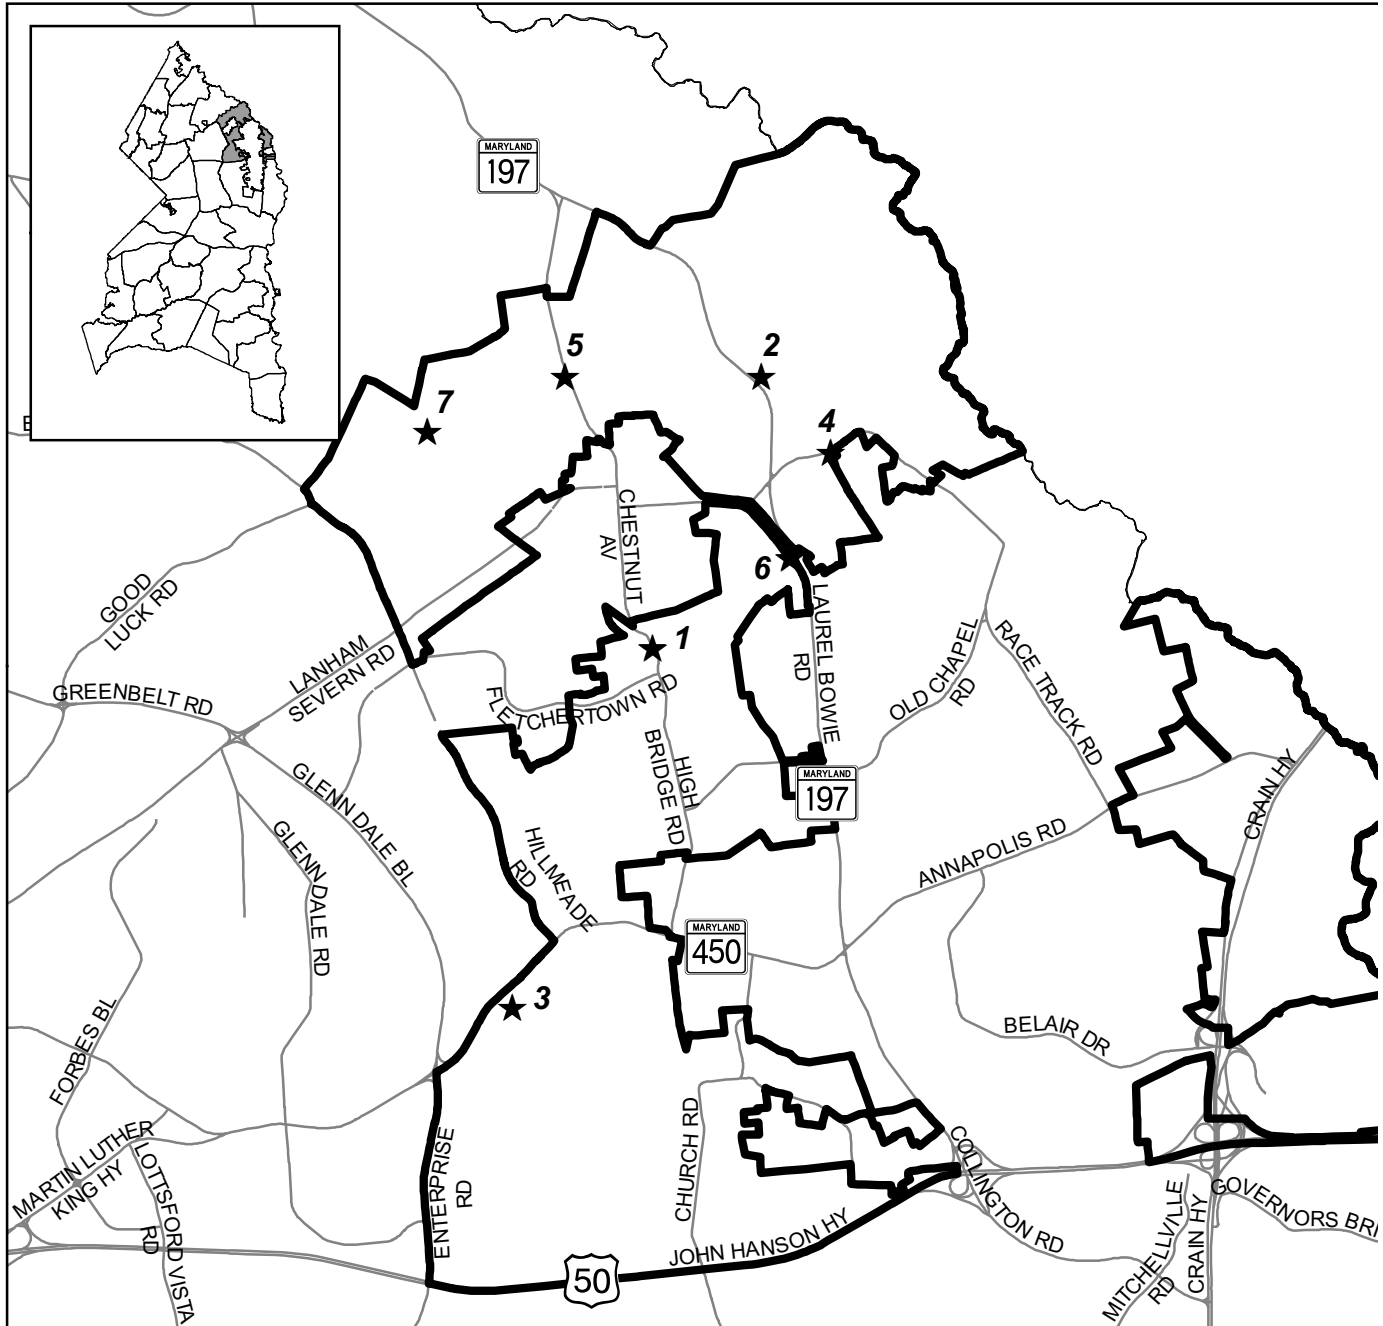 MARYLAND
197
5
2
7
4
E
CHESTNUT
AV
6
GOOD
LUCK RD
LAUREL BOWIE
RD
1
OLD CHAPEL
RD
RACE TRACK RD
LANHAM
SEVERN RD
GREENBELT RD
FLETCHERTOWN RD
HIGH
BRIDGE RD
GLENN DALE BL
MARYLAND
197
CRAIN HY
GLENN DALE RD
HILLMEADE
RD
ANNAPOLIS RD
MARYLAND
450
3
FORBES BL
BELAIR DR
MARTIN LUTHER
KING HY
LOTTSFORD VISTA
RD
ENTERPRISE
RD
CHURCH RD
COLLINGTON RD
JOHN HANSON HY
50
MITCHELLVILLE
RD
CRAIN HY
GOVERNORS BRI